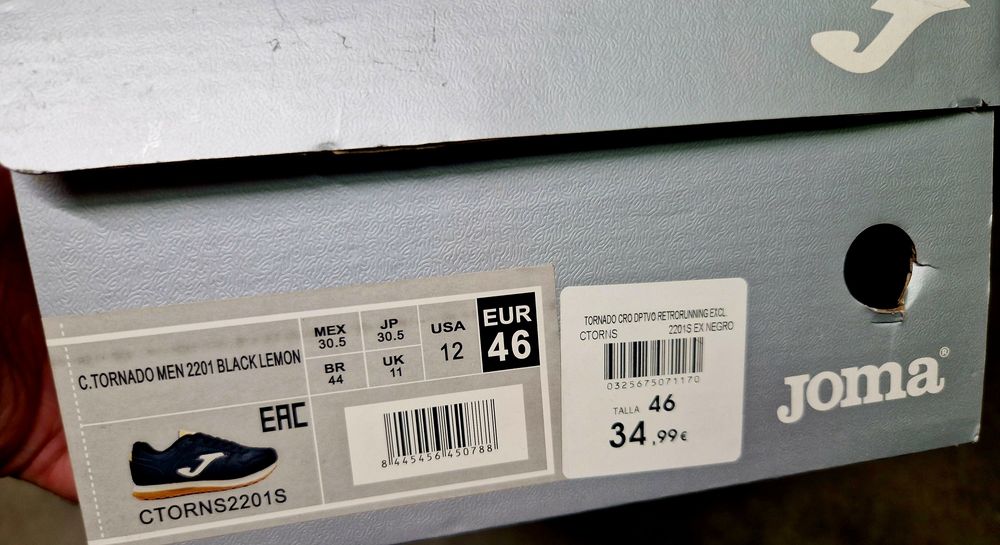 C.TORNADO MEN 2201 BLACK LEMON
MEX
30.5
JP
30.5
BR
44
UK
11
USA
12
EUR
46
EAC
CTORNS2201S
8 445456 450788
TORNADO CRO DPTVO RETRORUNNING EXCL
CTORNS 2201S EX NEGRO
0325675071170
TALLA 46
34,99€
Joma®